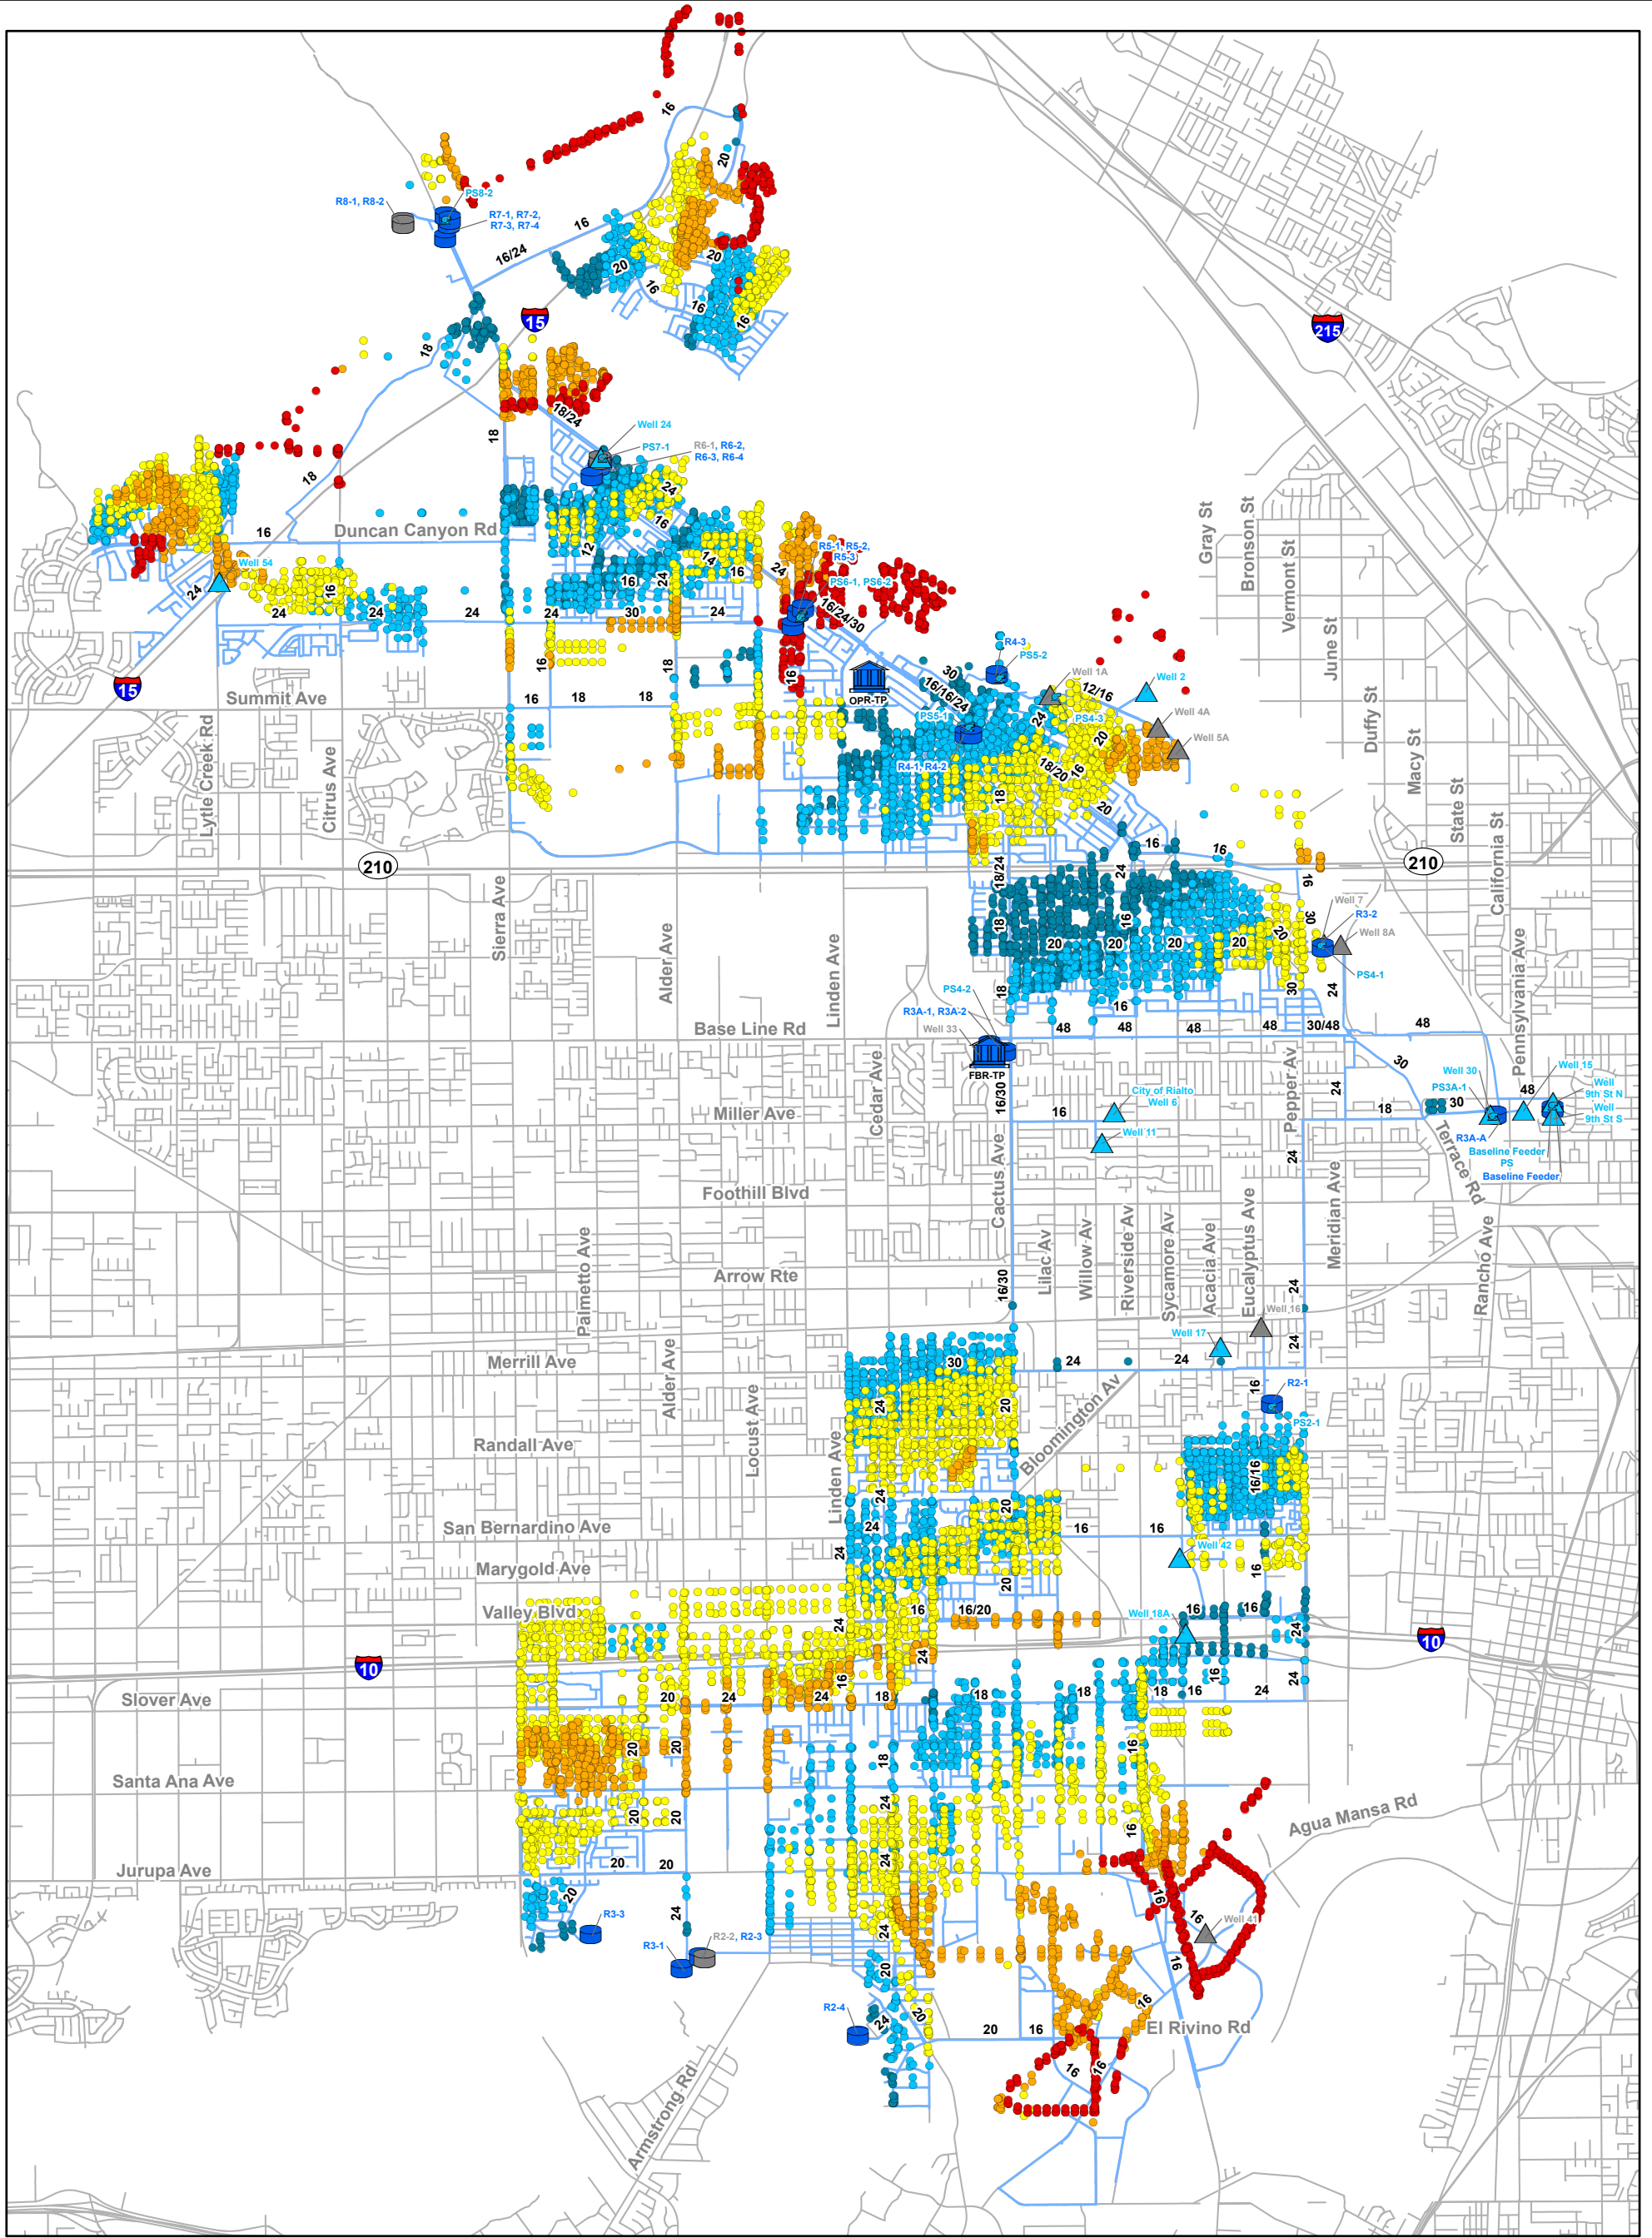 16
20
PS8-2
R8-1, R8-2
R7-1, R7-2,
R7-3, R7-4
16
16/24
20
20
16
16
16
15
215
18
18/24
18
Well 24
PS7-1
R6-1, R6-2,
R6-3, R6-4
18
24
16
Duncan Canyon Rd
16
12
14
16
24
16
Well 54
24
16
24
24
24
24
30
24
24
R5-1, R5-2,
R5-3
PS6-1, PS6-2
16/24/30
Gray St
Bronson St
Vermont St
June St
Duffy St
Macy St
State St
California St
Pennsylvania Ave
R4-3
PS5-2
30
16/16/24
OPR-TP
PS5-1
Well 1A
12/16
Well 2
24
PS4-3
Well 4A
20
Well 5A
15
Summit Ave
16
18
18
16
18
16
R4-1, R4-2
18/20
16
18
20
Lytle Creek Rd
Citrus Ave
210
16
16
210
18/24
24
16
Sierra Ave
Alder Ave
Linden Ave
18
16
30
Well 7
R3-2
Well 8A
20
20
20
20
20
PS4-1
PS4-2
18
30
24
16
R3A-1, R3A-2
Well 33
Base Line Rd
48
48
48
48
30/48
48
FBR-TP
30
Cedar Ave
16/30
Miller Ave
16
City of Rialto
Well 6
Well 11
Pepper Av
24
24
18
30
48
Well 30
PS3A-1
Well 15
Well
9th St N
Well
9th St S
R3A-A
Baseline Feeder
PS
Baseline Feeder
Terrace Rd
Foothill Blvd
Cactus Ave
Lilac Av
Willow Av
Riverside Av
Sycamore Av
Acacia Ave
Eucalyptus Ave
Meridian Ave
Rancho Ave
Arrow Rte
16/30
24
Palmetto Ave
Well 16
Well 17
24
Merrill Ave
30
24
24
16
R2-1
PS2-1
Alder Ave
Locust Ave
Linden Ave
24
20
Bloomington Av
Randall Ave
16/16
24
20
San Bernardino Ave
24
16
16
24
Well 42
Marygold Ave
20
16
Valley Blvd
24
16
16/20
Well 18A
16
16
24
10
10
24
16
16
24
Slover Ave
20
24
24
18
18
18
18
16
24
20
20
18
16
Santa Ana Ave
24
20
20
16
Agua Mansa Rd
24
Jurupa Ave
20
20
20
24
24
16
16
Well 41
R3-3
R3-1
R2-2, R2-3
20
16
R2-4
24
20
20
16
16
El Rivino Rd
16
16
Armstrong Rd